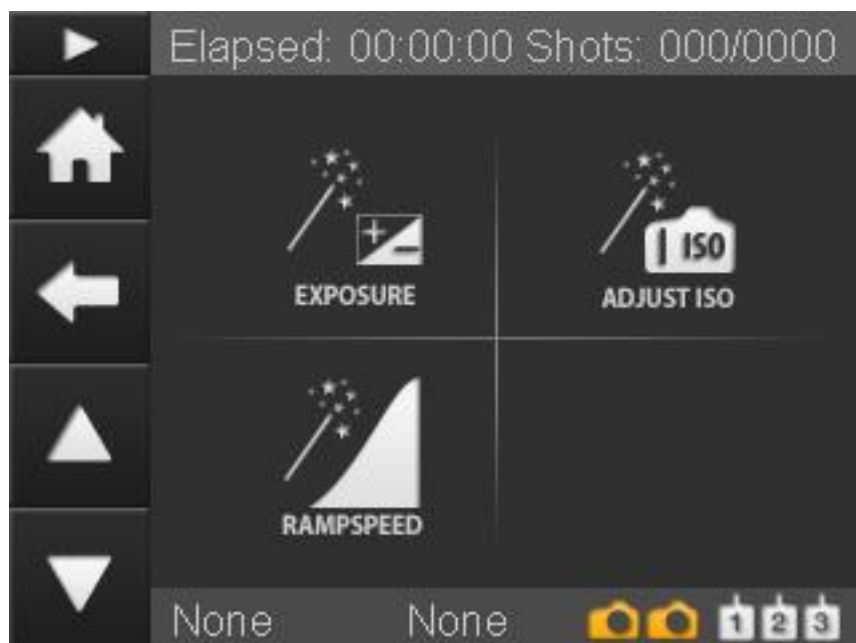 Elapsed: 00:00:00 Shots: 000/0000
EXPOSURE
ISO
ADJUST ISO
RAMPSPEED
None None 1 2 3